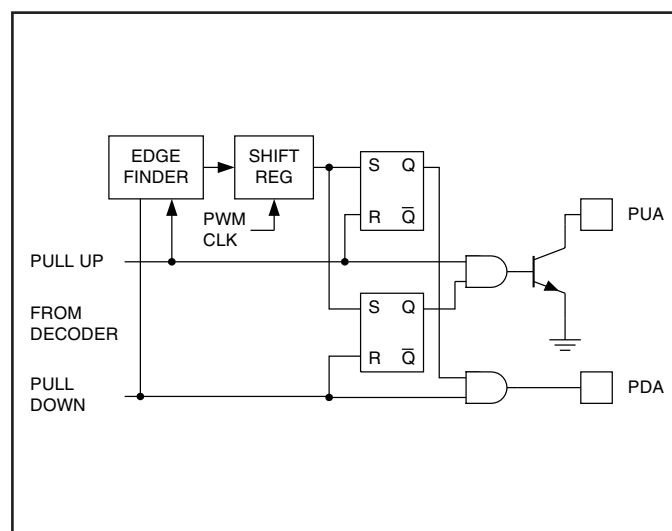 EDGE
FINDER
SHIFT
REG
PWM
CLK
S Q
R Q̅
PUA
PULL UP
FROM
DECODER
S Q
R Q̅
PULL
DOWN
PDA